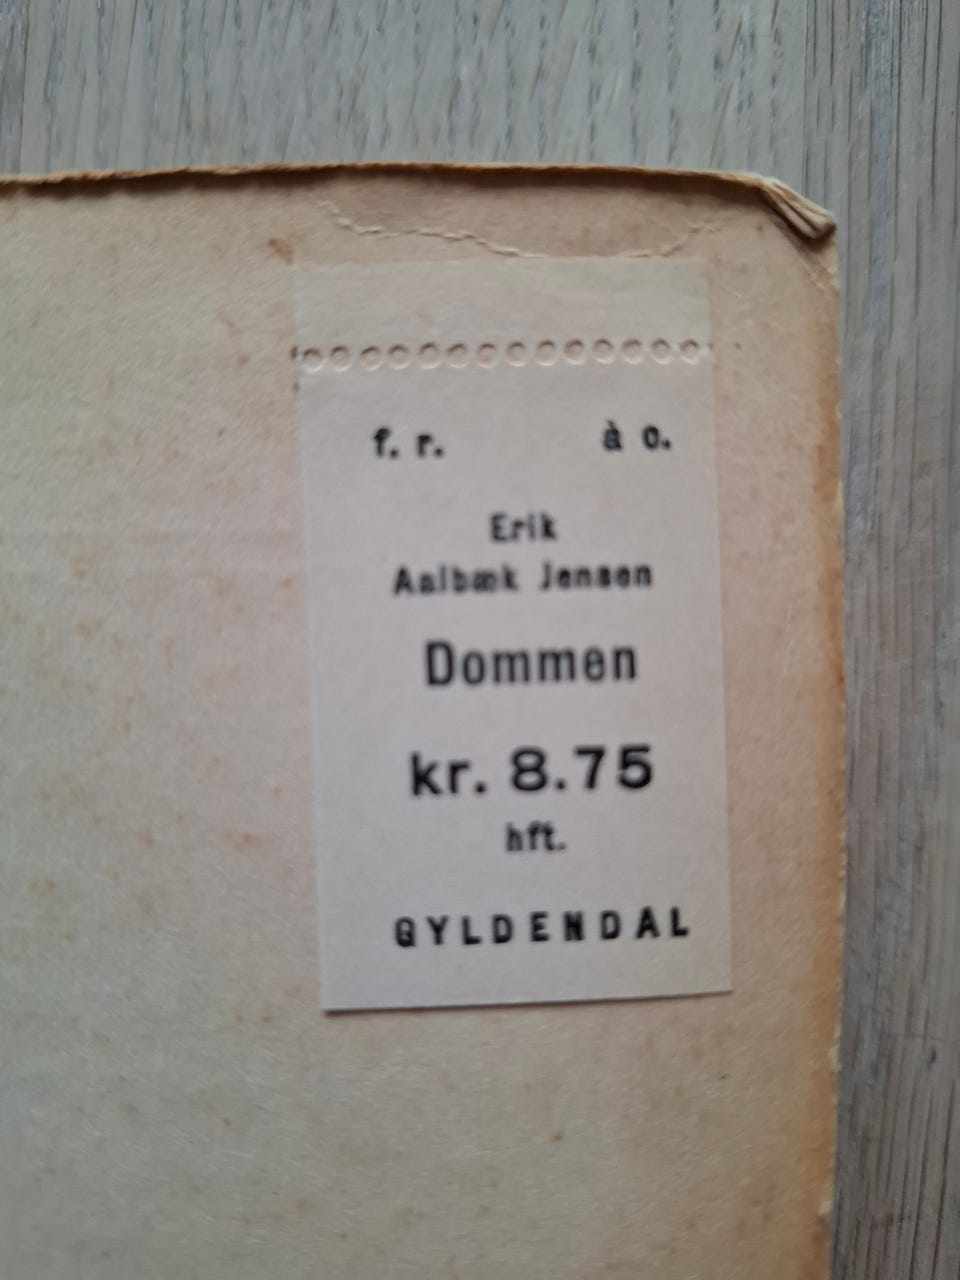 f. r. à c.
Erik
Aalbæk Jensen
Dommen
kr. 8.75
hft.
GYLDENDAL